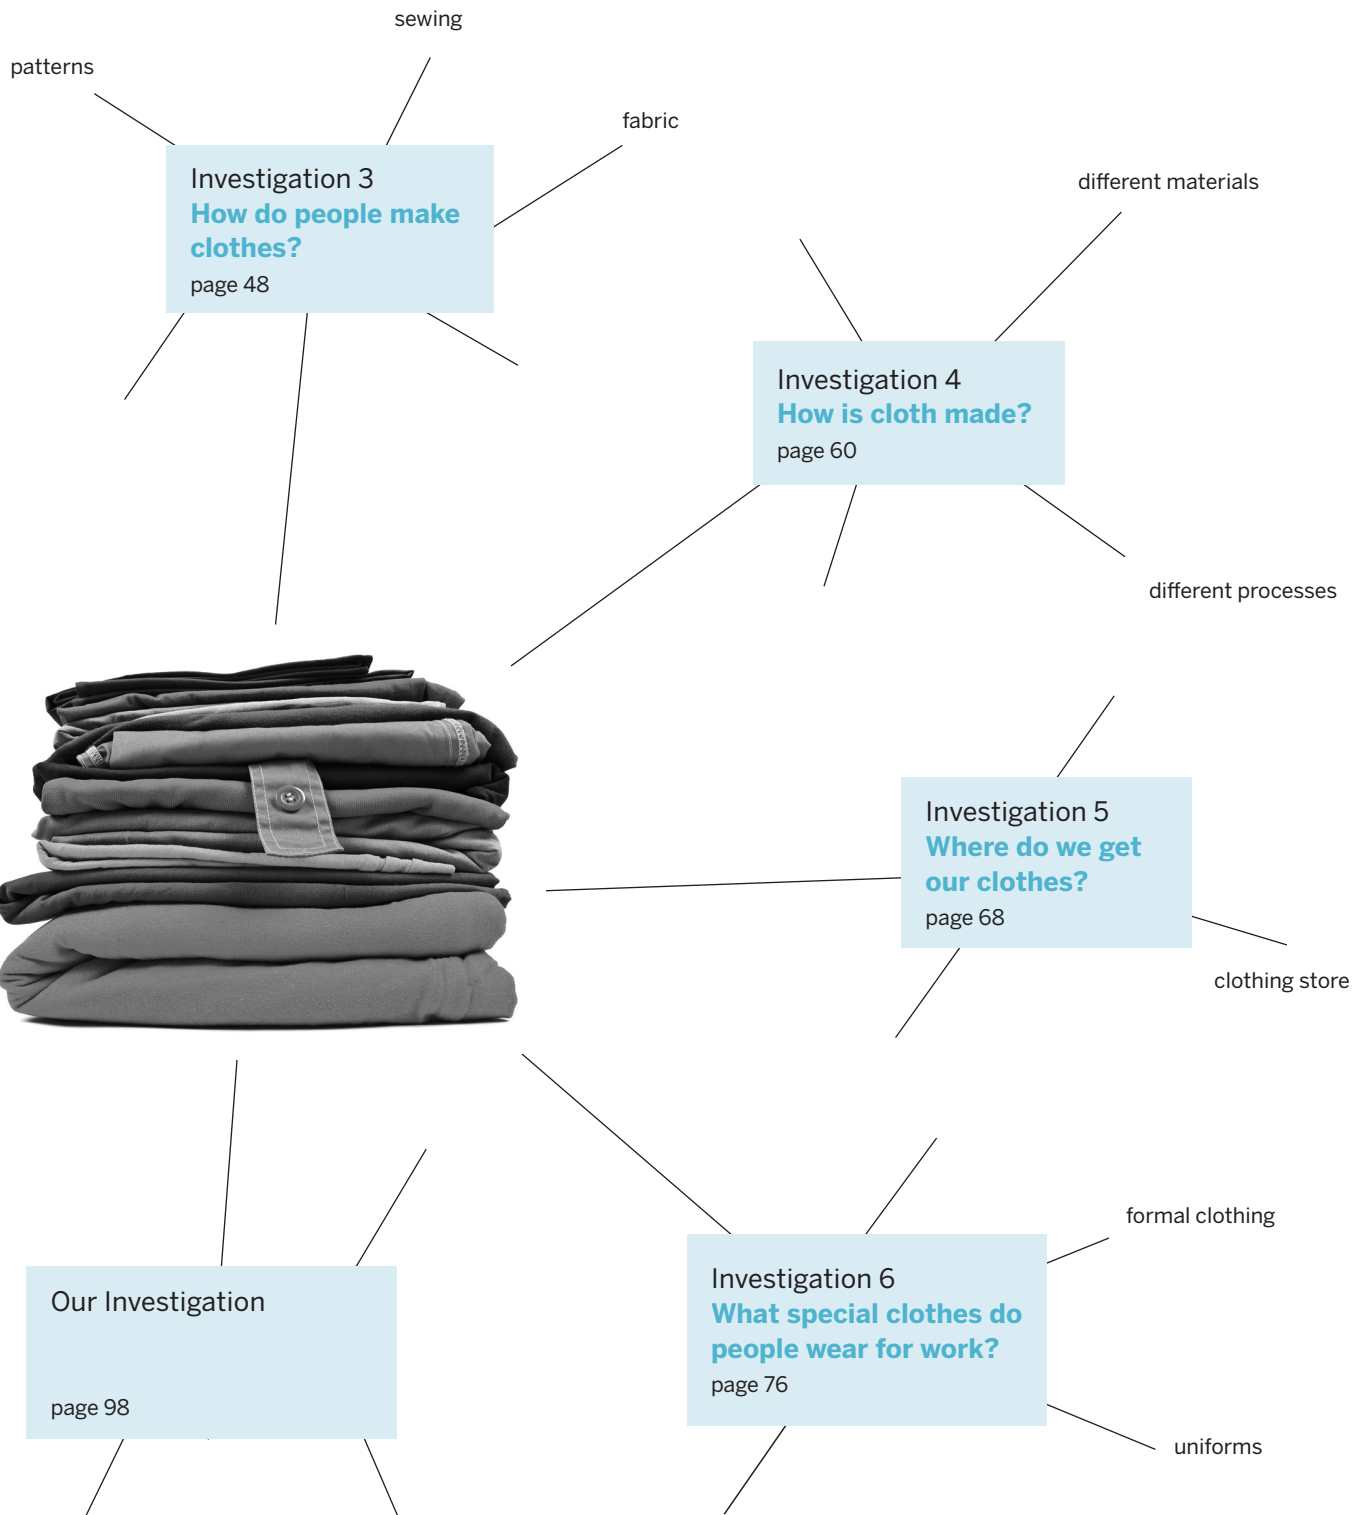 sewing
patterns
fabric
Investigation 3
How do people make
clothes?
page 48
different materials
Investigation 4
How is cloth made?
page 60
different processes
Investigation 5
Where do we get
our clothes?
page 68
clothing store
formal clothing
Investigation 6
What special clothes do
people wear for work?
page 76
uniforms
Our Investigation
page 98